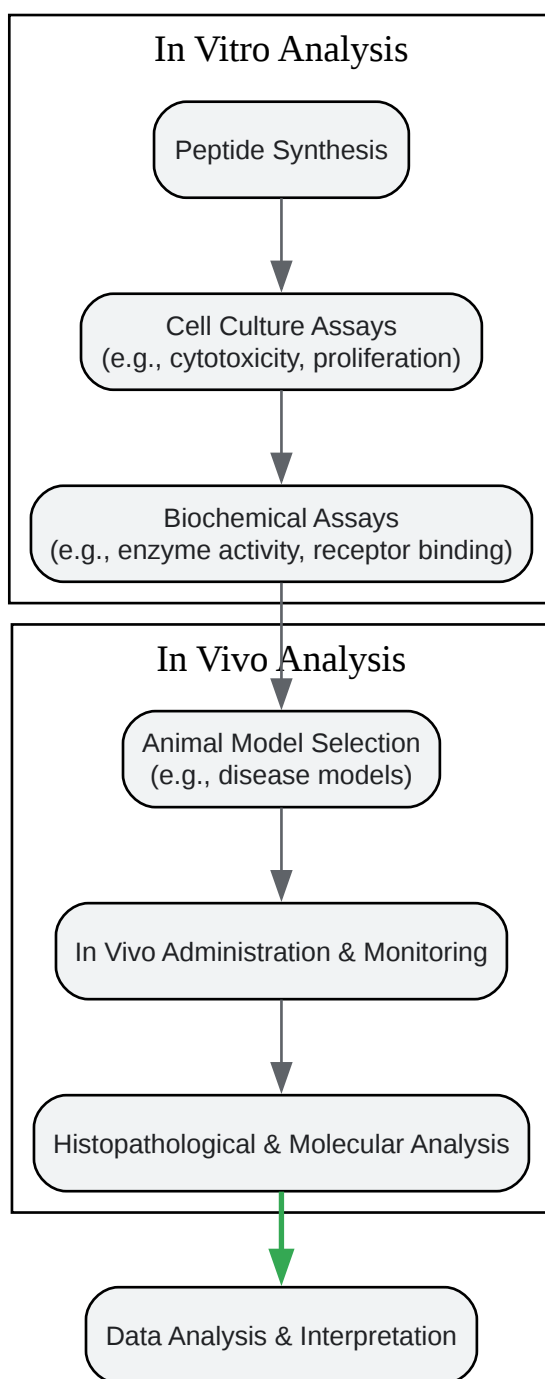 In Vitro Analysis
Peptide Synthesis
Cell Culture Assays
(e.g., cytotoxicity, proliferation)
Biochemical Assays
(e.g., enzyme activity, receptor binding)
In Vivo Analysis
Animal Model Selection
(e.g., disease models)
In Vivo Administration & Monitoring
Histopathological & Molecular Analysis
Data Analysis & Interpretation